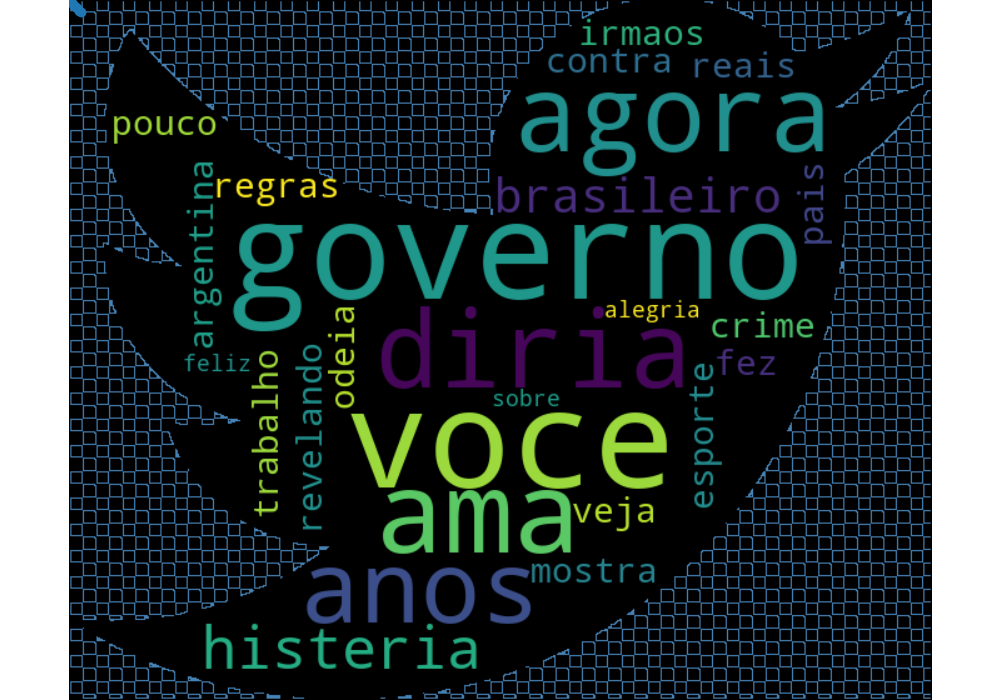 irmaos
contra reais
agora
pouco
regras brasileiro
pais
argentina
governo
alegria
diria crime
feliz fez
odeia
trabalho
revelando
sobre
esporte
voce
ama veja
anos mostra
histeria